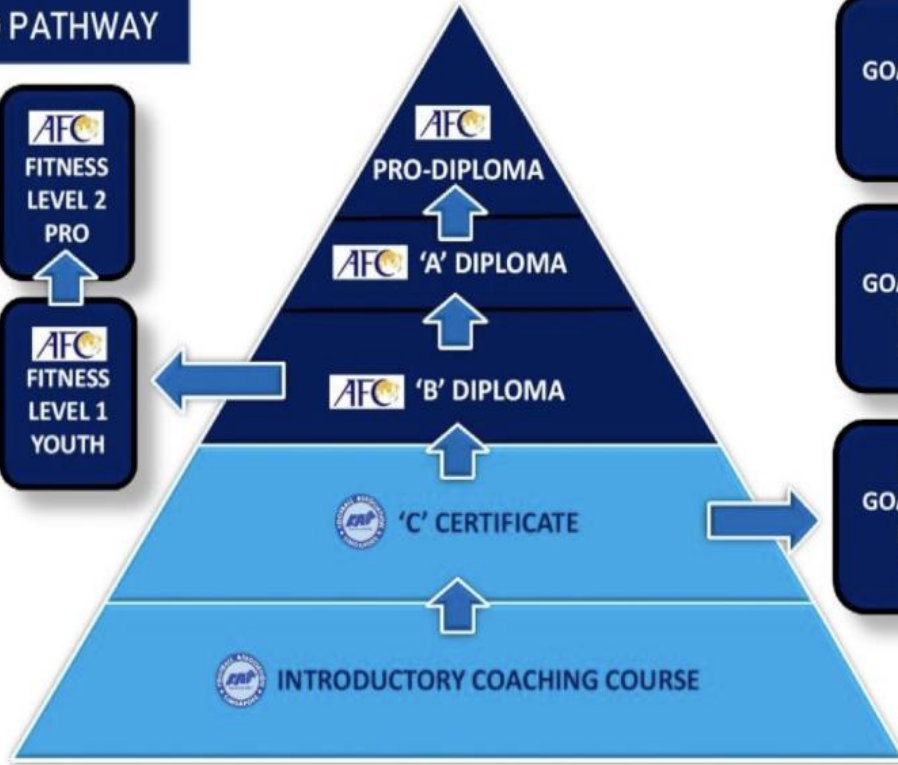 PATHWAY
AFC
PRO-DIPLOMA
AFC 'A' DIPLOMA
AFC 'B' DIPLOMA
'C' CERTIFICATE
INTRODUCTORY COACHING COURSE
AFC
FITNESS
LEVEL 2
PRO
AFC
FITNESS
LEVEL 1
YOUTH